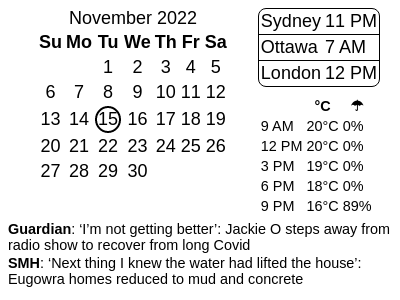 November 2022
Su Mo Tu We Th Fr Sa
1 2 3 4 5
6 7 8 9 10 11 12
13 14 15 16 17 18 19
20 21 22 23 24 25 26
27 28 29 30
Sydney 11 PM
Ottawa 7 AM
London 12 PM
°C ☂
9 AM 20°C 0%
12 PM 20°C 0%
3 PM 19°C 0%
6 PM 18°C 0%
9 PM 16°C 89%
Guardian: ‘I’m not getting better’: Jackie O steps away from
radio show to recover from long Covid
SMH: ‘Next thing I knew the water had lifted the house’:
Eugowra homes reduced to mud and concrete